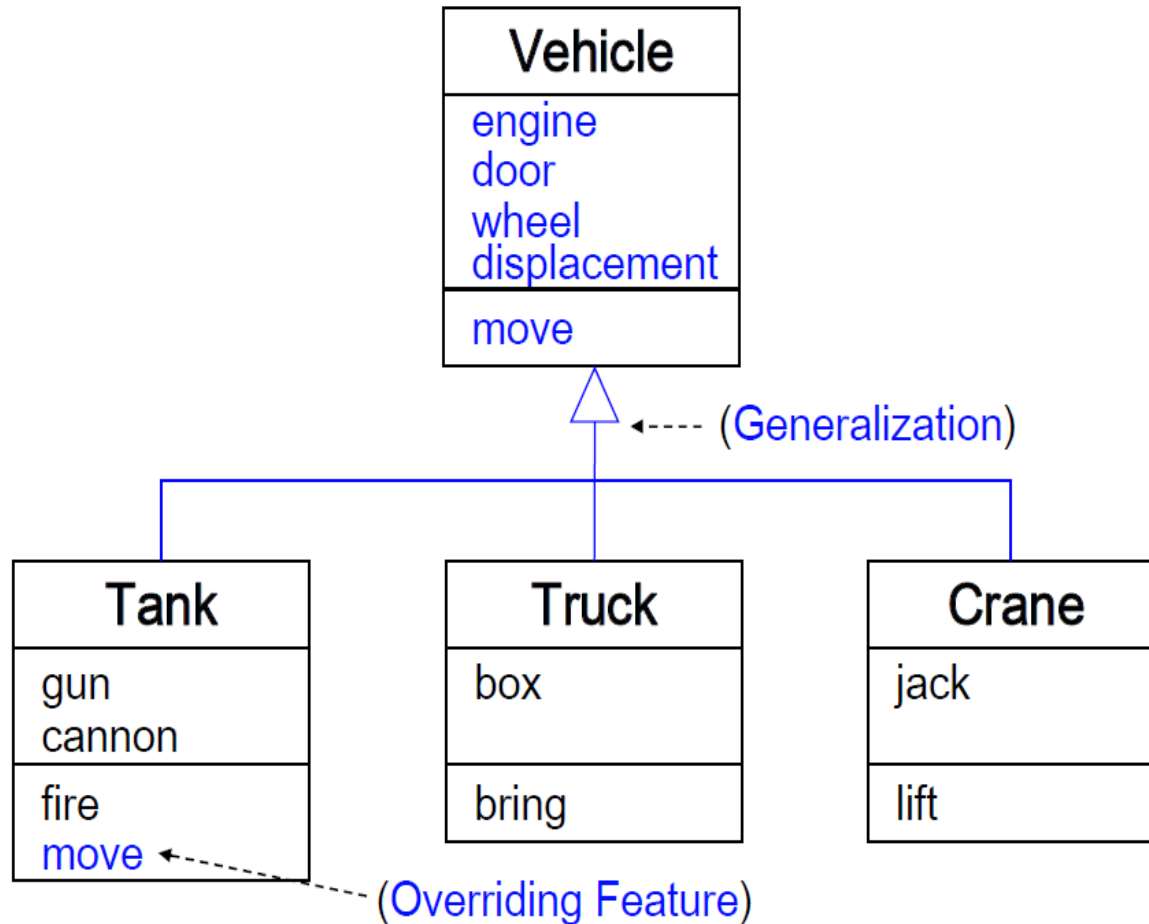 Vehicle
engine
door
wheel
displacement
move
(Generalization)
Tank
gun
cannon
fire
move
Truck
box
bring
Crane
jack
lift
(Overriding Feature)